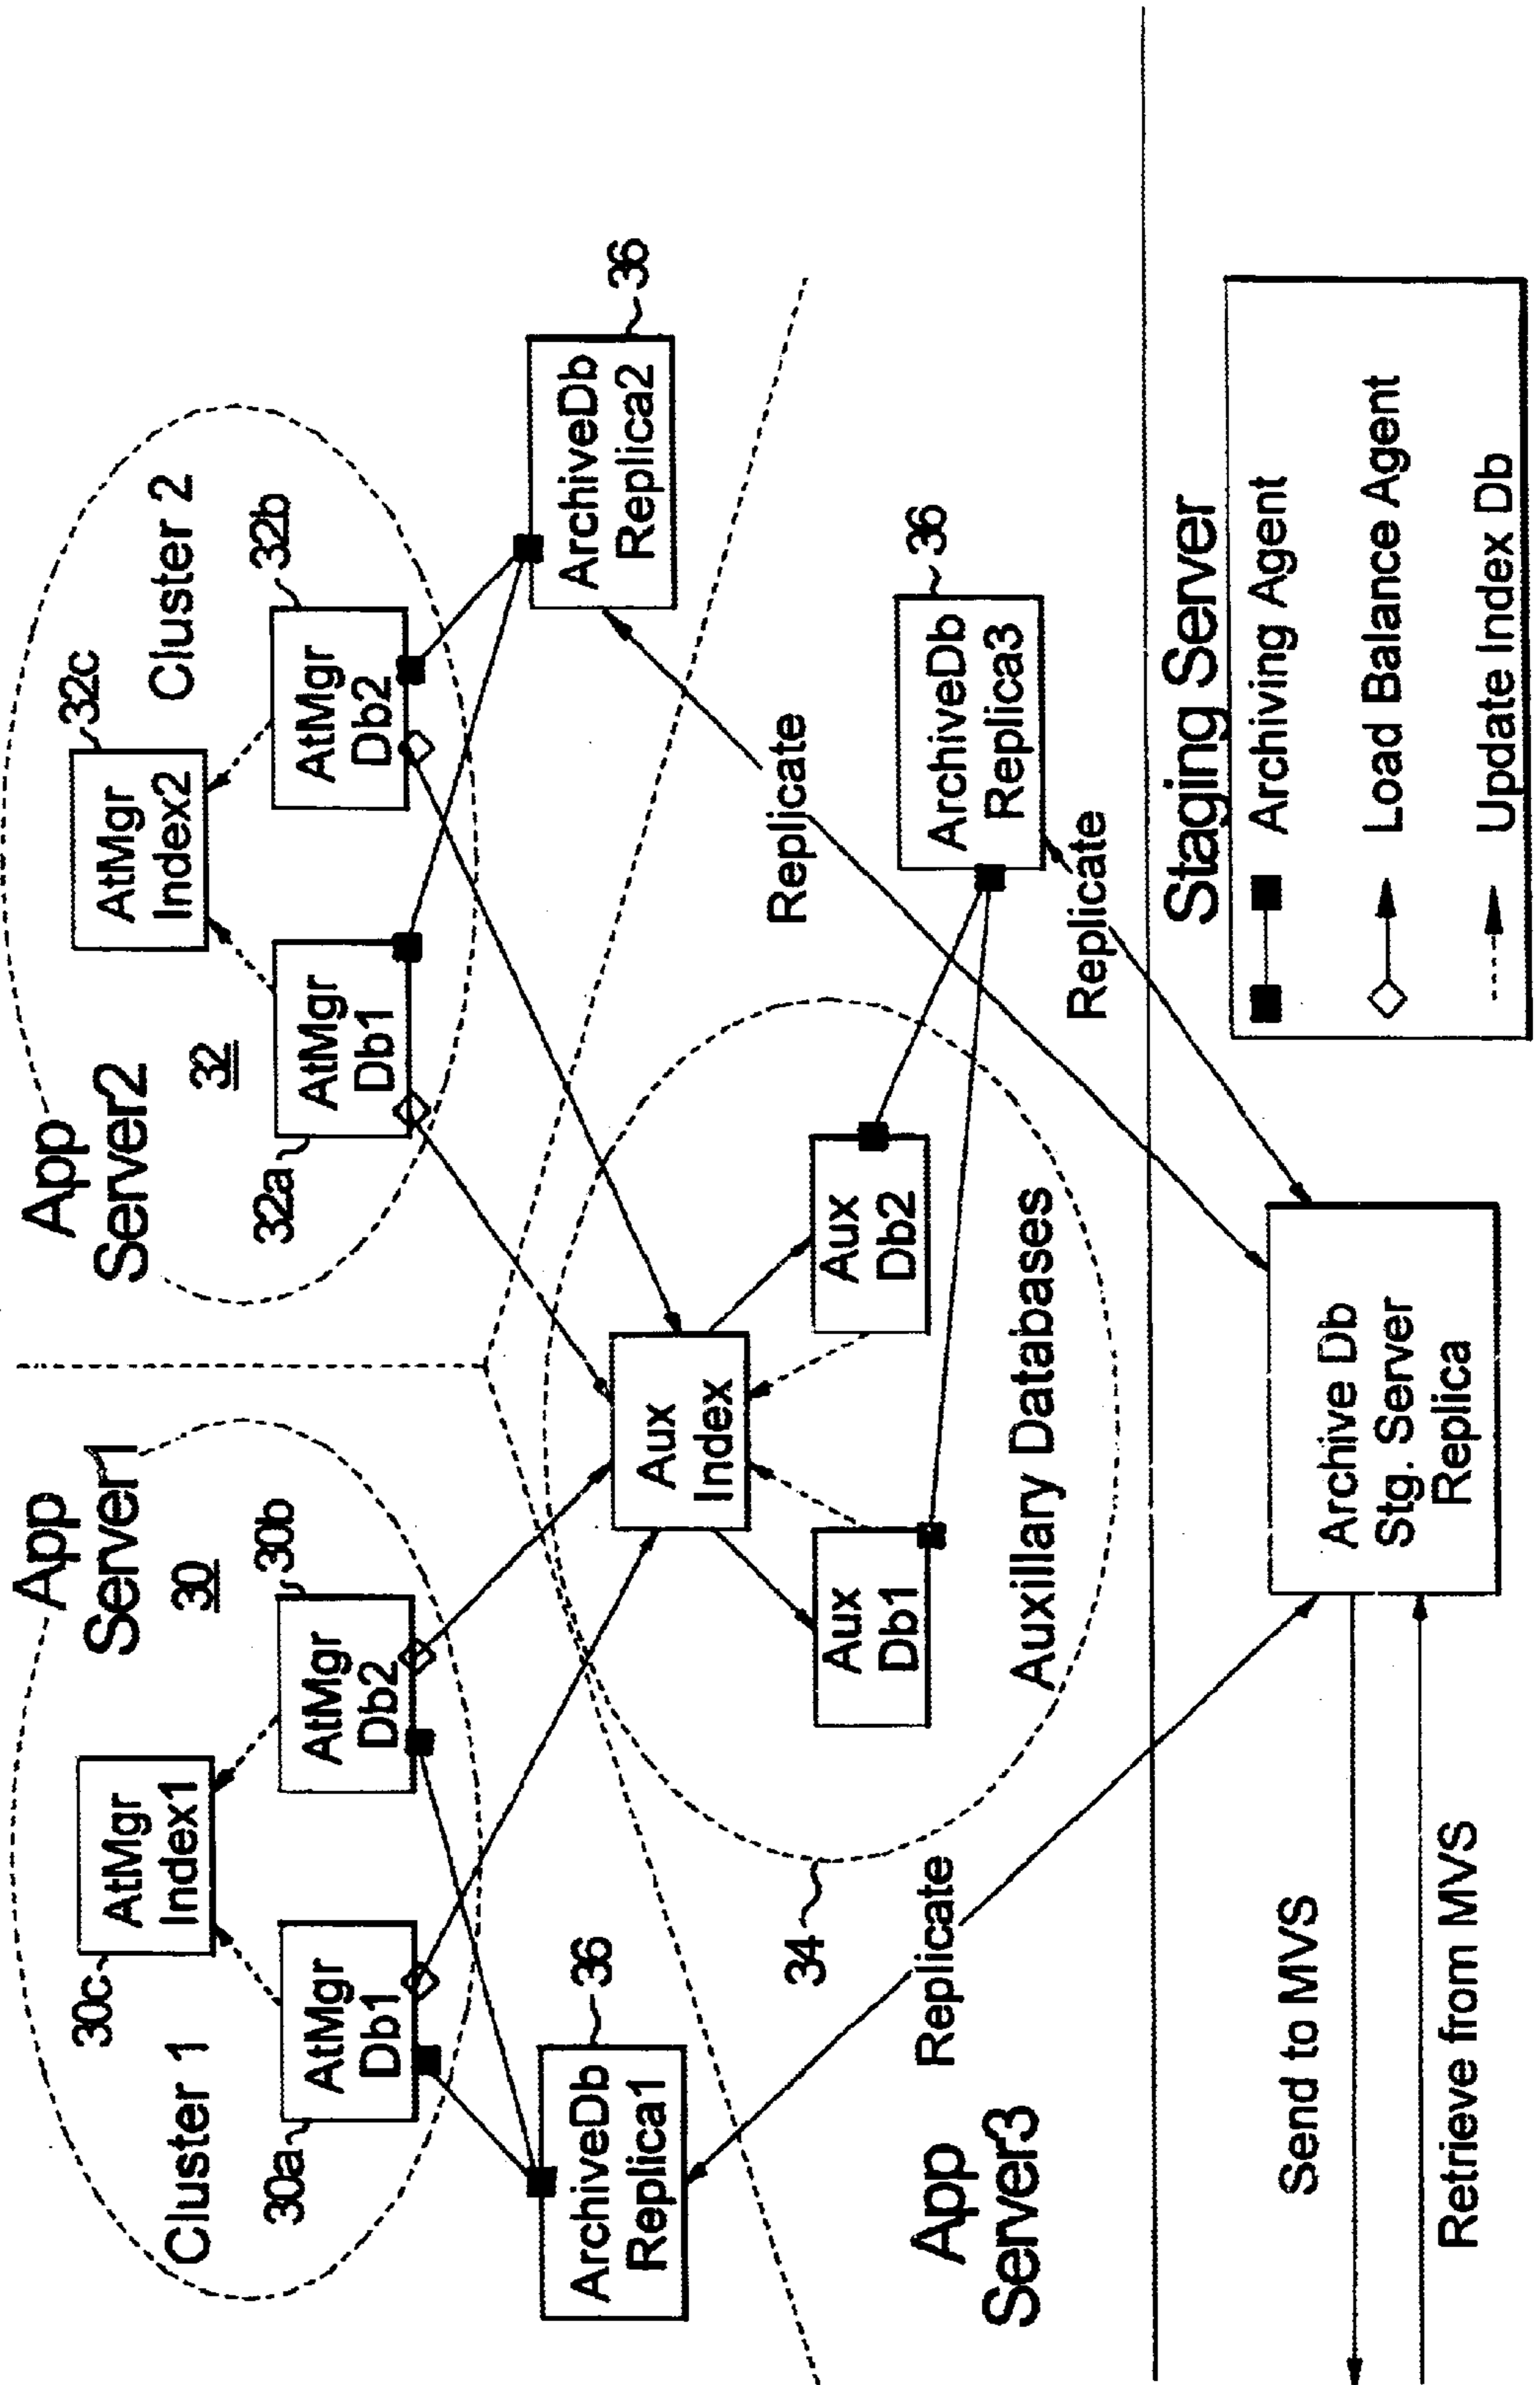 App
Server1
30
Cluster 1
30c
AtMgr
Index1
30a
AtMgr
Db1
30b
AtMgr
Db2
ArchiveDb
Replica1
36
App
Server2
32
Cluster 2
32c
AtMgr
Index2
32a
AtMgr
Db1
32b
AtMgr
Db2
ArchiveDb
Replica2
36
Aux
Index
Aux
Db1
Aux
Db2
Auxillary Databases
34
ArchiveDb
Replica3
36
App
Server3
Replicate
Replicate
Replicate
Send to MVS
Retrieve from MVS
Archive Db
Stg. Server
Replica
Staging Server
Archiving Agent
Load Balance Agent
Update Index Db